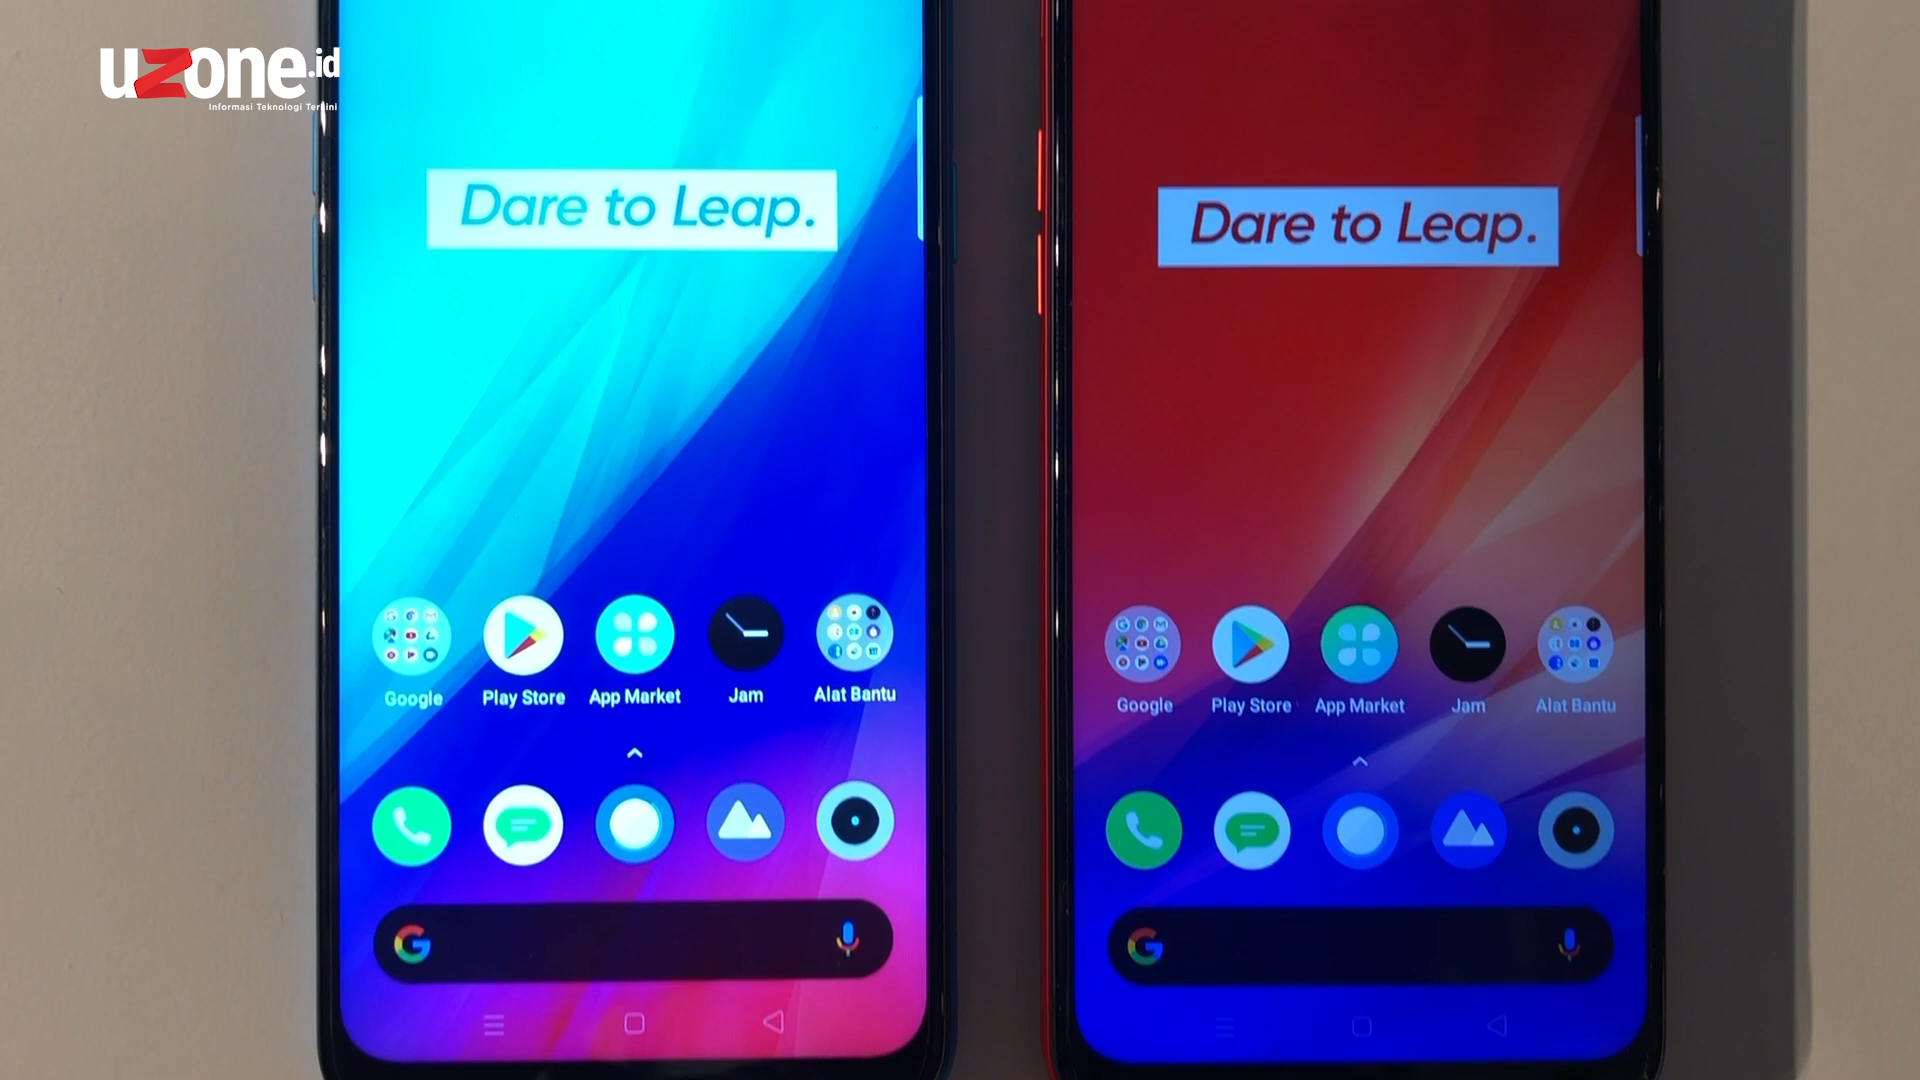 uzone.id
Informasi Teknologi Terkini
Dare to Leap.
Google
Play Store
App Market
Jam
Alat Bantu
G
Dare to Leap.
Google
Play Store
App Market
Jam
Alat Bantu
G